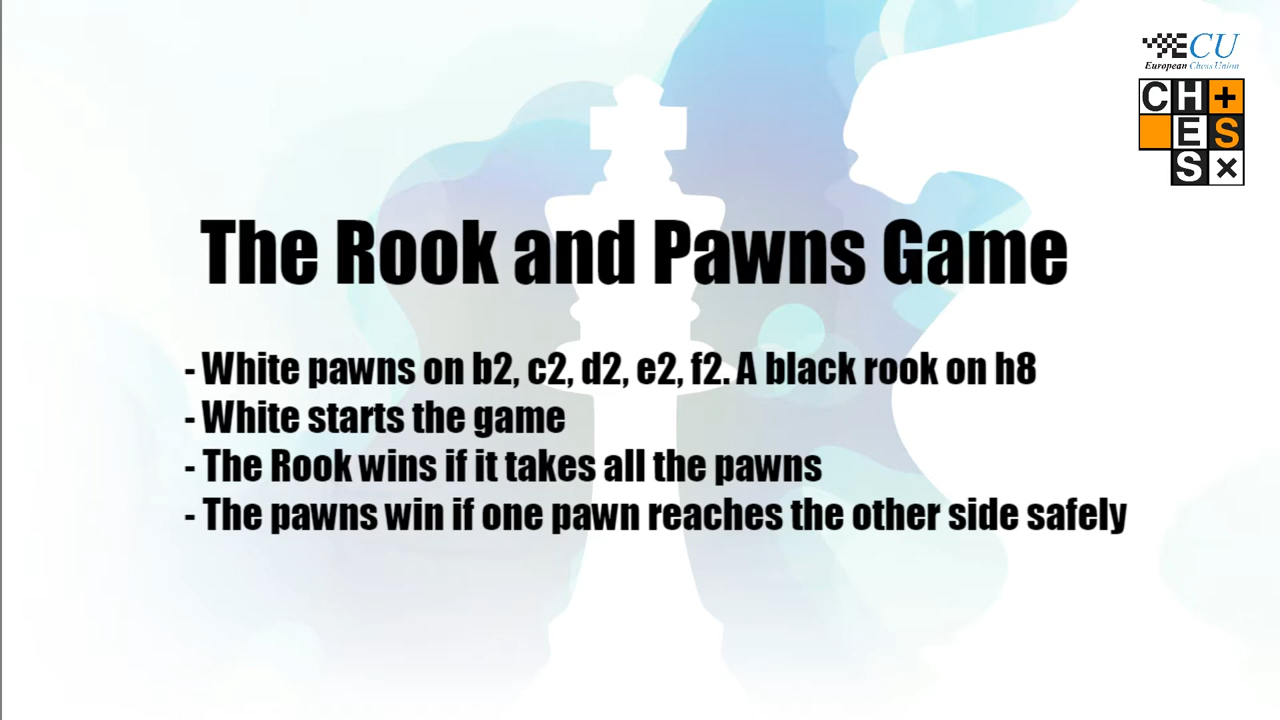 ECU
European Chess Union
CH+
ES
S×
The Rook and Pawns Game
- White pawns on b2, c2, d2, e2, f2. A black rook on h8
- White starts the game
- The Rook wins if it takes all the pawns
- The pawns win if one pawn reaches the other side safely